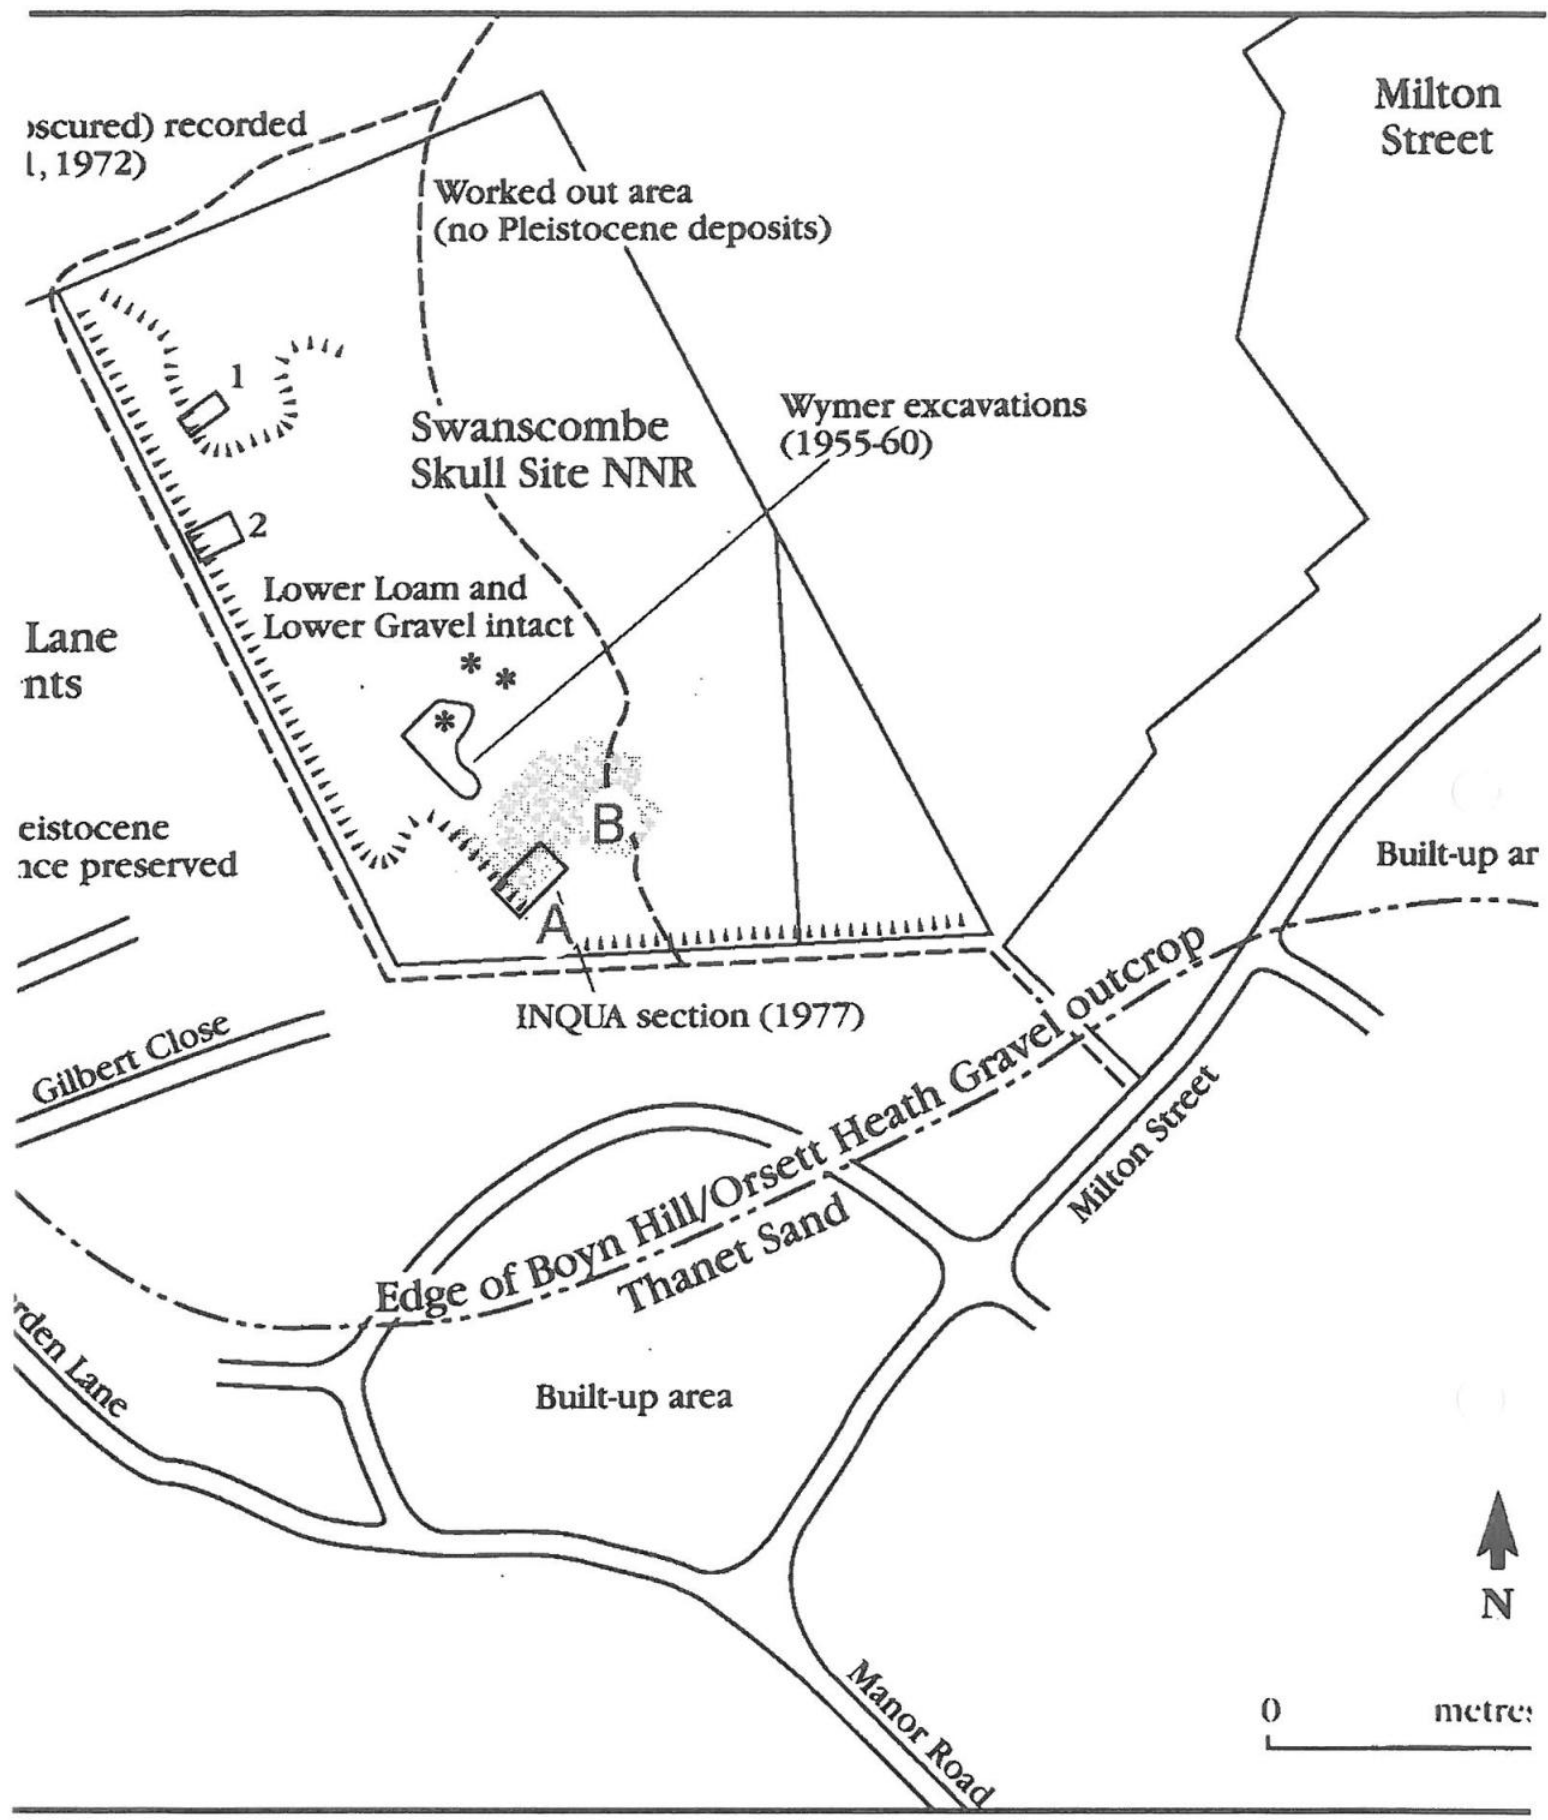 Milton
Street
oscured) recorded
l, 1972)
Worked out area
(no Pleistocene deposits)
1
Swanscombe
Skull Site NNR
Wymer excavations
(1955-60)
2
Lower Loam and
Lower Gravel intact
Lane
nts
*
*
*
B
eistocene
nce preserved
Built-up ar
A
INQUA section (1977)
Gilbert Close
Edge of Boyn Hill/Orsett Heath Gravel outcrop
Thanet Sand
Milton Street
rden Lane
Built-up area
N
Manor Road
0 metres